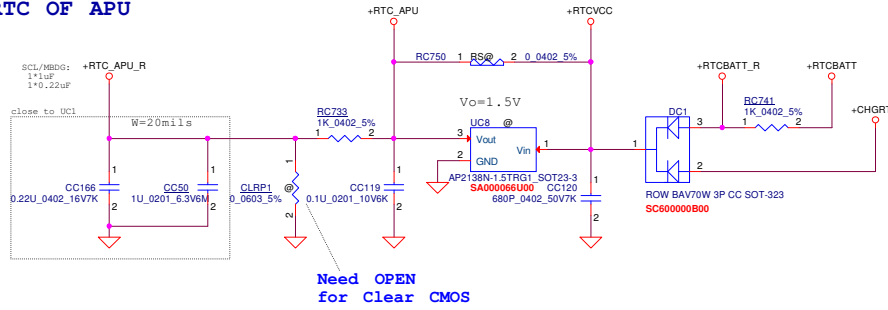 RTC OF APU
+RTC_APU
+RTCVCC
SCL/MBDG:
1*1uF
1*0.22uF
+RTC_APU_R
RC750 1 RS@ 2 0_0402_5%
+RTCBATT_R
+RTCBATT
+CHGRT
close to UC1
W=20mils
RC733
1K_0402_5%
1 2
Vo=1.5V
UC8 @
3 Vout
Vin 1
2 GND
AP2138N-1.5TRG1_SOT23-3
SA000066U00
DC1
1
3
2
RC741
1K_0402_5%
1 2
ROW BAV70W 3P CC SOT-323
SC600000B00
1
CC166
0.22U_0402_16V7K
2
1
CC50
1U_0201_6.3V6M
2
1
CLRP1 @
0_0603_5%
2
1
CC119
0.1U_0201_10V6K
2
1
CC120
680P_0402_50V7K
2
Need OPEN
for Clear CMOS